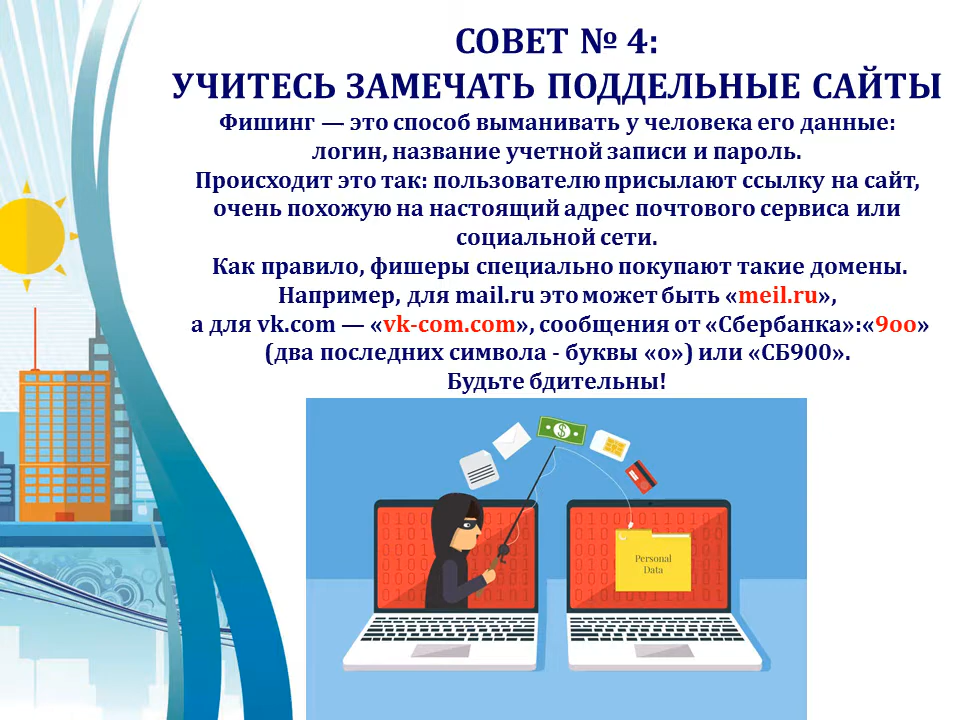 СОВЕТ № 4:
УЧИТЕСЬ ЗАМЕЧАТЬ ПОДДЕЛЬНЫЕ САЙТЫ
Фишинг — это способ выманивать у человека его данные:
логин, название учетной записи и пароль.
Происходит это так: пользователю присылают ссылку на сайт,
очень похожую на настоящий адрес почтового сервиса или
социальной сети.
Как правило, фишеры специально покупают такие домены.
Например, для mail.ru это может быть «meil.ru»,
а для vk.com — «vk-com.com», сообщения от «Сбербанка»:«9оо»
(два последних символа - буквы «о») или «СБ900».
Будьте бдительны!
Personal
Data